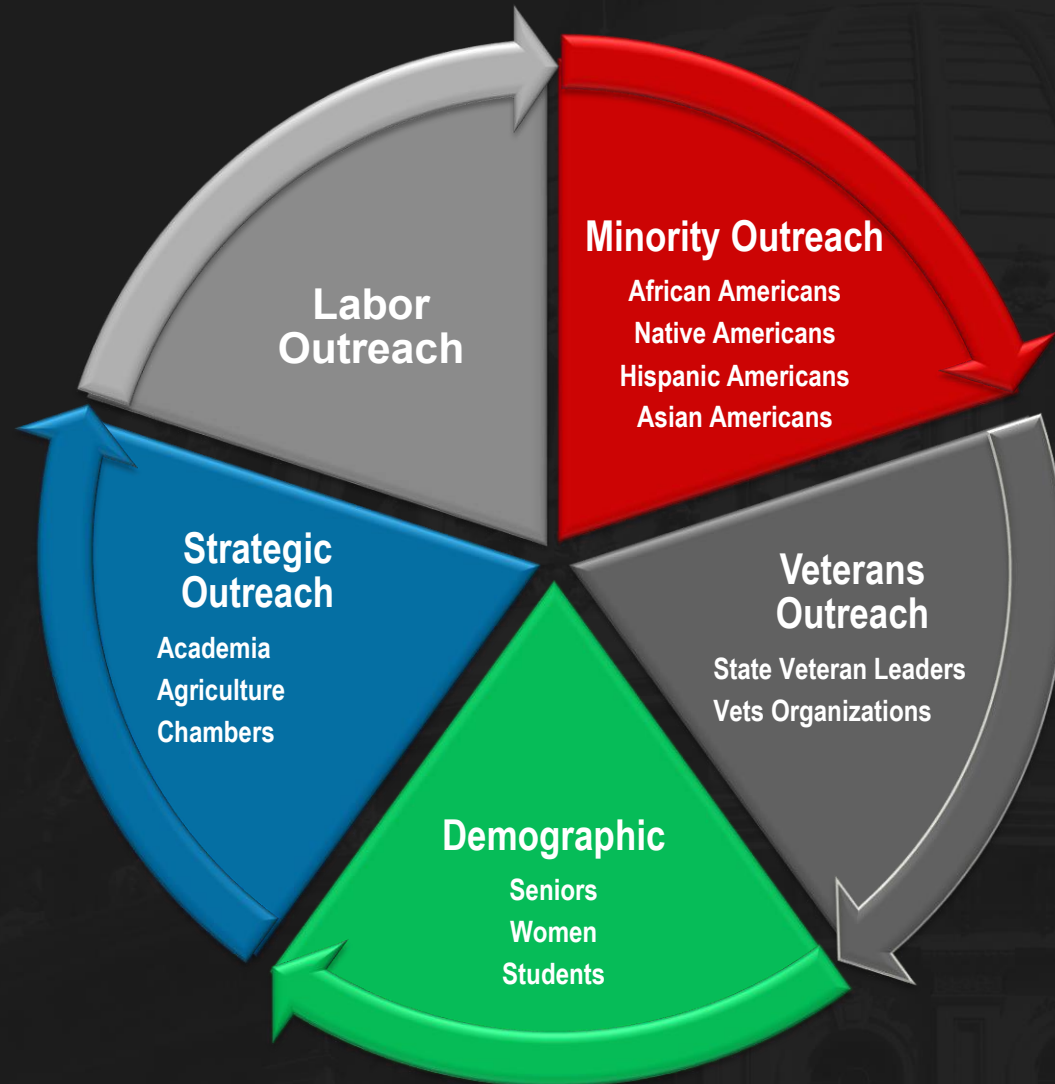 Minority Outreach
African Americans
Native Americans
Hispanic Americans
Asian Americans
Labor
Outreach
Strategic
Outreach
Academia
Agriculture
Chambers
Veterans
Outreach
State Veteran Leaders
Vets Organizations
Demographic
Seniors
Women
Students